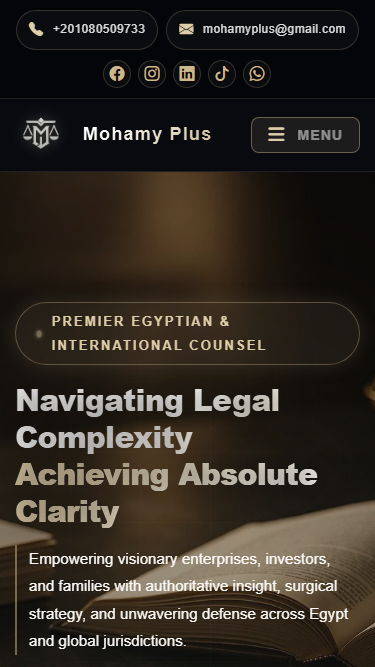 +201080509733
mohamyplus@gmail.com
Mohamy Plus
MENU
PREMIER EGYPTIAN &
INTERNATIONAL COUNSEL
Navigating Legal
Complexity
Achieving Absolute
Clarity
Empowering visionary enterprises, investors,
and families with authoritative insight, surgical
strategy, and unwavering defense across Egypt
and global jurisdictions.